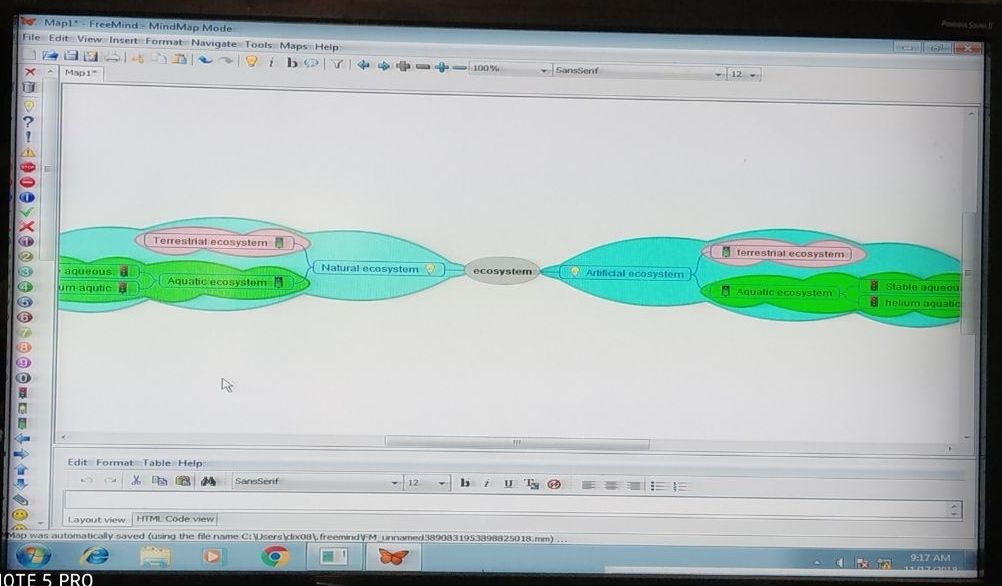 Map1* - FreeMind - MindMap Mode
File Edit View Insert Format Navigate Tools Maps Help
100% SansSerif 12
Map1*
Terrestrial ecosystem
aqueous
um aqutic
Aquatic ecosystem
Natural ecosystem
ecosystem
Artificial ecosystem
terrestrial ecosystem
Aquatic ecosystem
Stable aqueou
helium aquatic
Edit Format Table Help
SansSerif 12
Layout view HTML Code view
Map was automatically saved (using the file name C:\Users\dix08\.freemind\FM_unnamed3890831953898825018.mm) ...
9:17 AM
NOTE 5 PRO